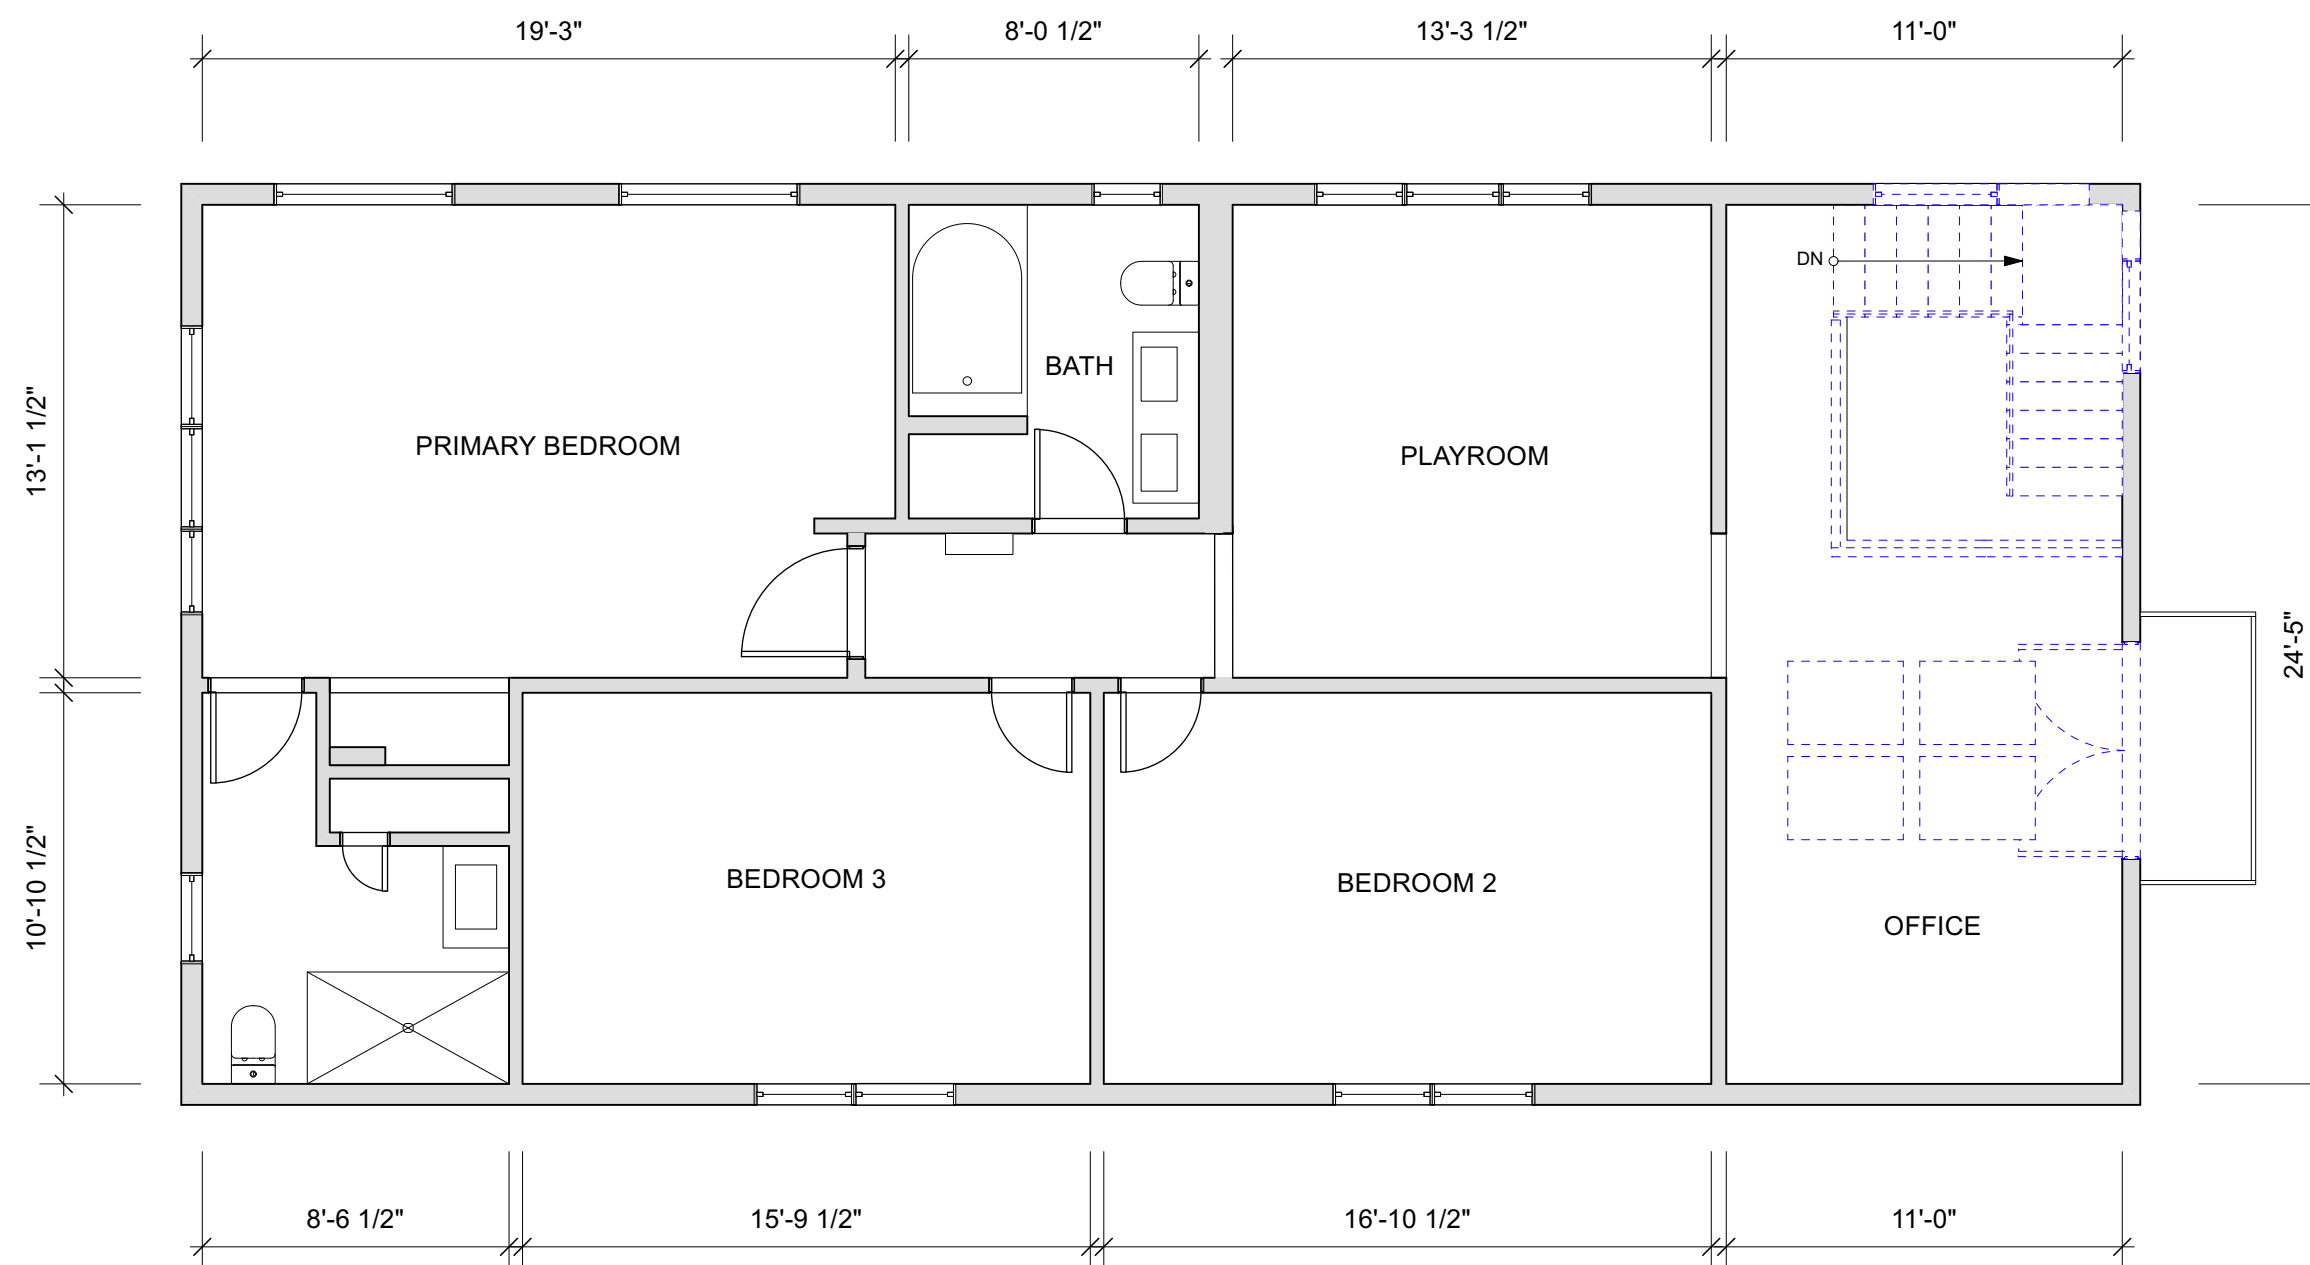 19'-3"
8'-0 1/2"
13'-3 1/2"
11'-0"
DN
BATH
13'-1 1/2"
PRIMARY BEDROOM
PLAYROOM
24'-5"
10'-10 1/2"
BEDROOM 3
BEDROOM 2
OFFICE
8'-6 1/2"
15'-9 1/2"
16'-10 1/2"
11'-0"